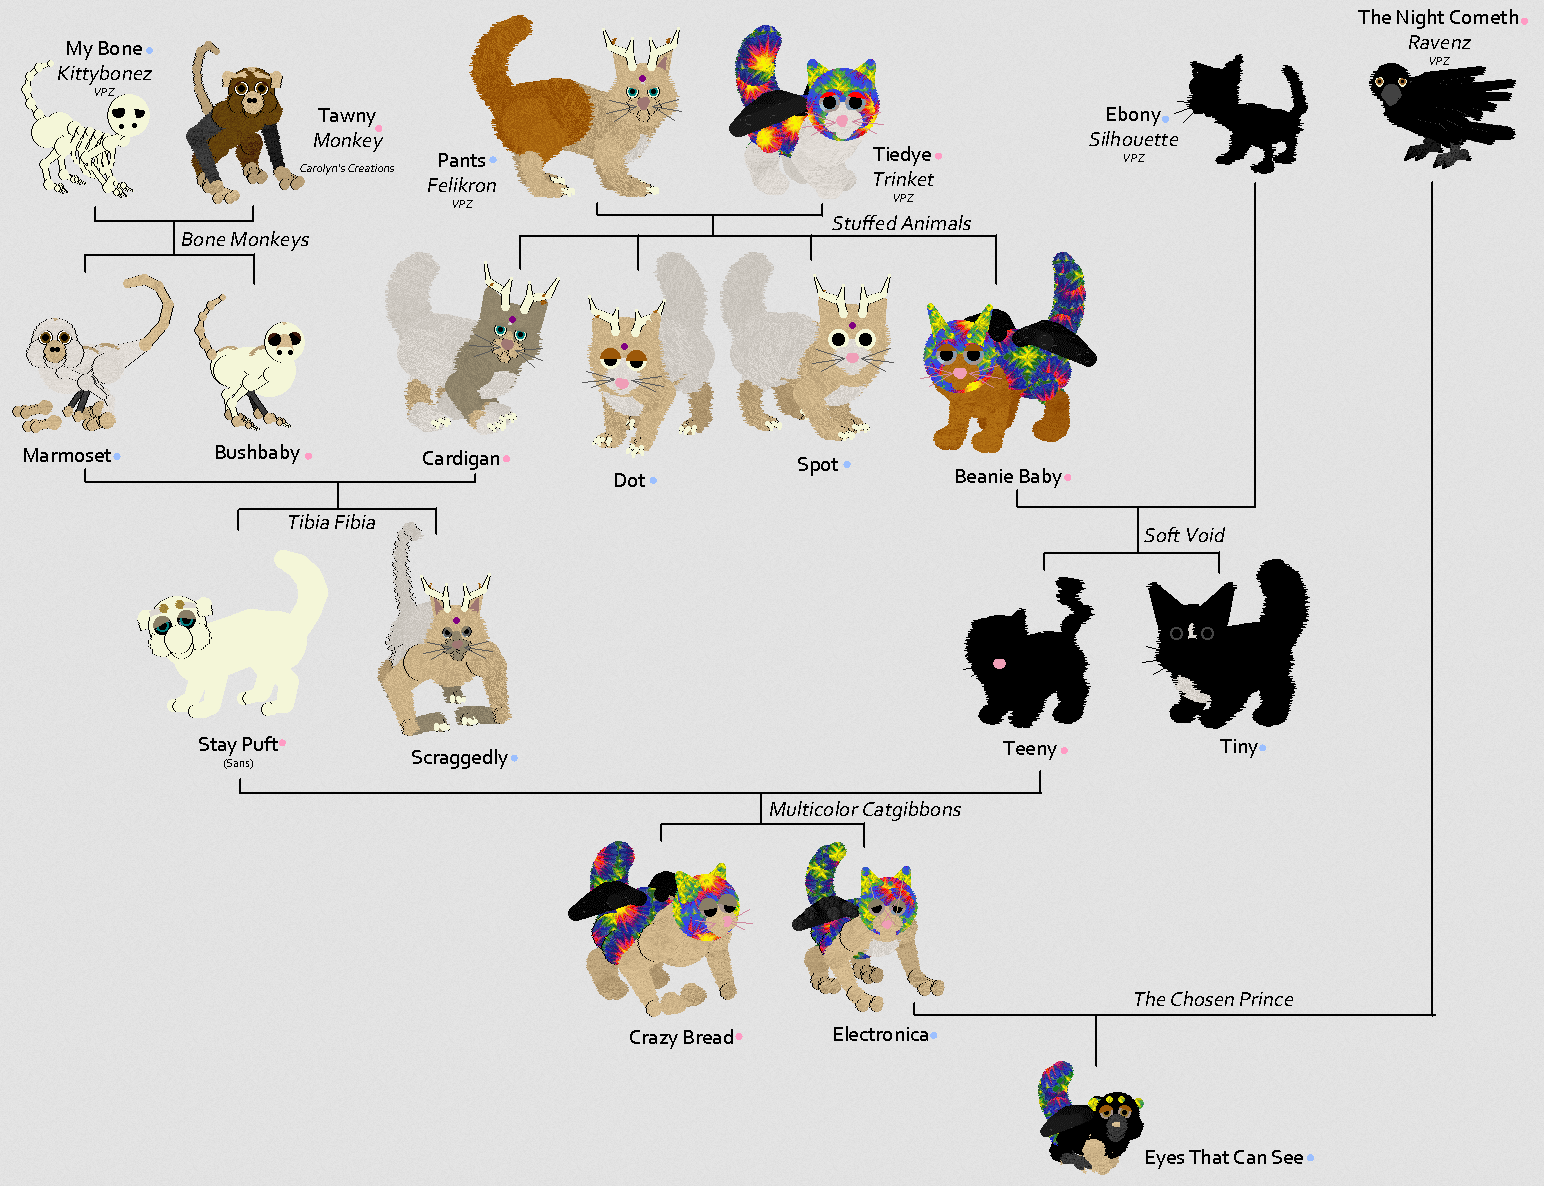 The Night Cometh
Ravenz
VPZ
My Bone
Kittybonez
VPZ
Tawny
Monkey
Carolyn's Creations
Pants
Felikron
VPZ
Tiedye
Trinket
VPZ
Ebony
Silhouette
VPZ
Bone Monkeys
Stuffed Animals
Marmoset
Bushbaby
Cardigan
Dot
Spot
Beanie Baby
Tibia Fibia
Soft Void
Stay Puft
(Sans)
Scraggedly
Teeny
Tiny
Multicolor Catgibbons
Crazy Bread
Electronica
The Chosen Prince
Eyes That Can See